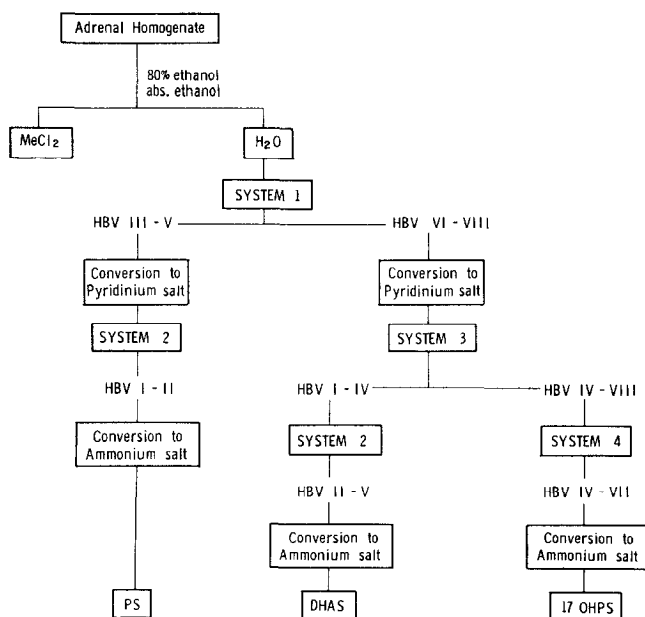 Adrenal Homogenate
80% ethanol
abs. ethanol
MeCl2
H2O
SYSTEM 1
HBV III - V
HBV VI - VIII
Conversion to
Pyridinium salt
Conversion to
Pyridinium salt
SYSTEM 2
SYSTEM 3
HBV I - II
HBV I - IV
HBV IV - VIII
Conversion to
Ammonium salt
SYSTEM 2
SYSTEM 4
HBV II - V
HBV IV - VII
Conversion to
Ammonium salt
Conversion to
Ammonium salt
PS
DHAS
17 OHPS